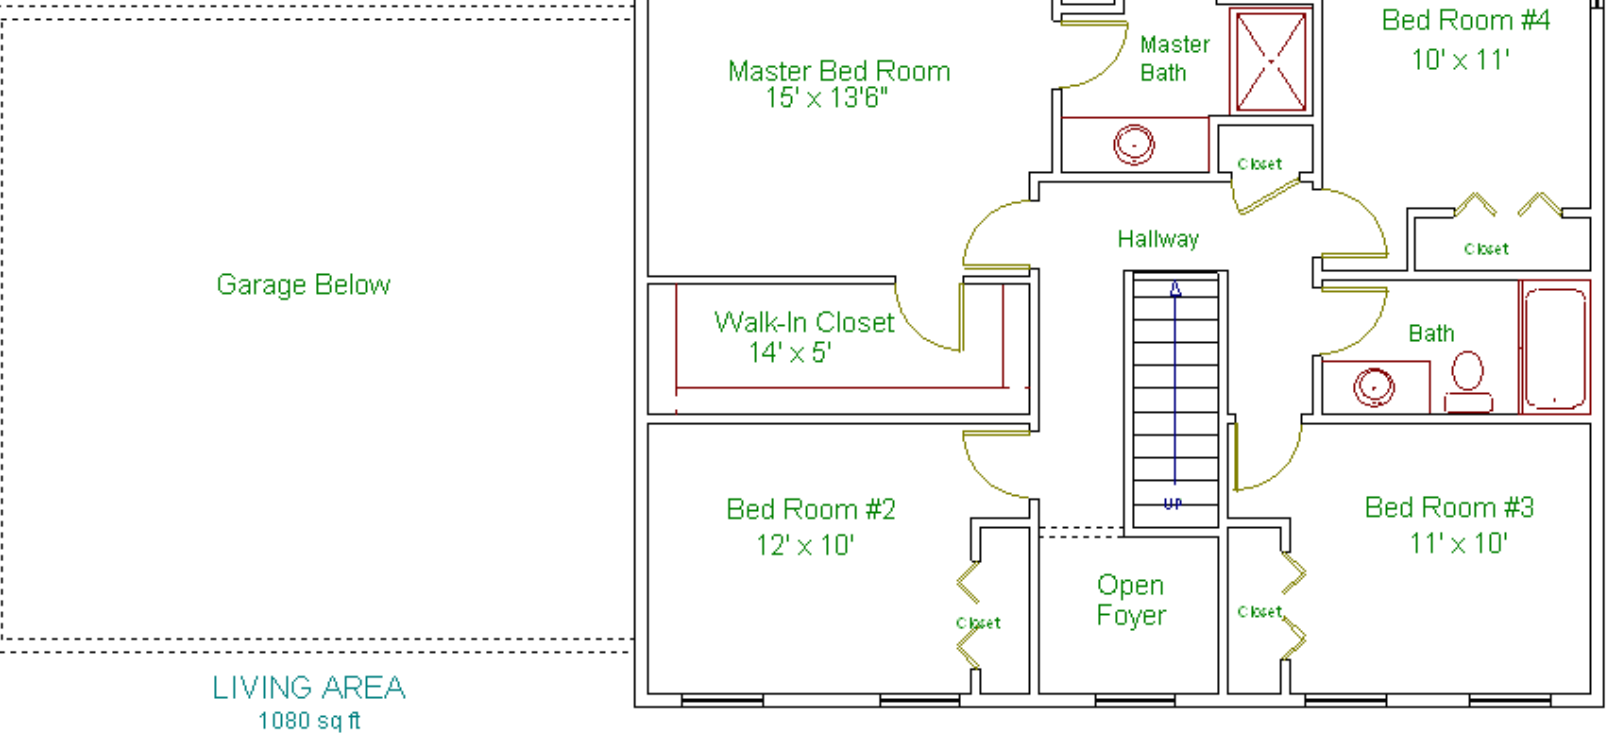 Bed Room #4
10' x 11'
Master
Bath
Master Bed Room
15' x 13'6"
Closet
Hallway
Closet
Garage Below
Walk-In Closet
14' x 5'
Bath
UP
Bed Room #2
12' x 10'
Bed Room #3
11' x 10'
Open
Foyer
Closet
Closet
LIVING AREA
1080 sq ft